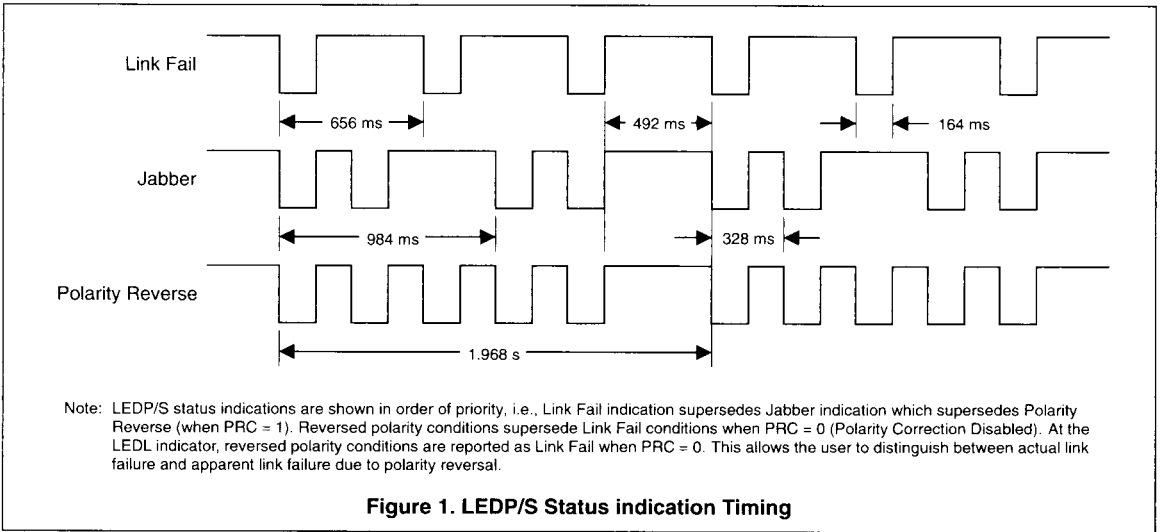 Link Fail
656 ms
492 ms
164 ms
Jabber
984 ms
328 ms
Polarity Reverse
1.968 s
Note: LEDP/S status indications are shown in order of priority, i.e., Link Fail indication supersedes Jabber indication which supersedes Polarity
Reverse (when PRC = 1). Reversed polarity conditions supersede Link Fail conditions when PRC = 0 (Polarity Correction Disabled). At the
LEDL indicator, reversed polarity conditions are reported as Link Fail when PRC = 0. This allows the user to distinguish between actual link
failure and apparent link failure due to polarity reversal.
Figure 1. LEDP/S Status indication Timing